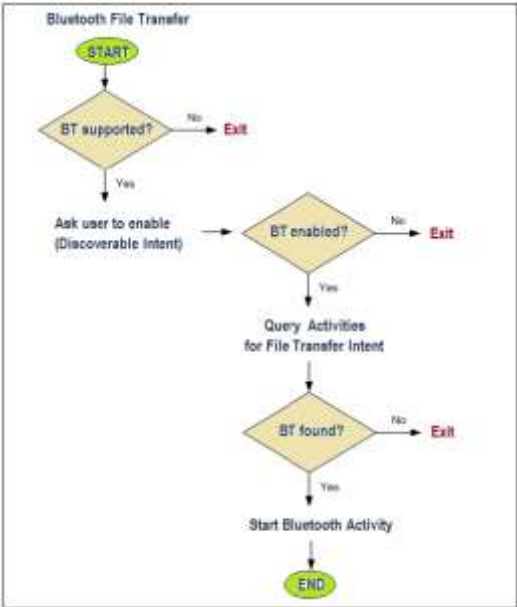 Bluetooth File Transfer
START
BT supported?
No
Exit
Yes
Ask user to enable
(Discoverable Intent)
BT enabled?
No
Exit
Yes
Query Activities
for File Transfer Intent
BT found?
No
Exit
Yes
Start Bluetooth Activity
END